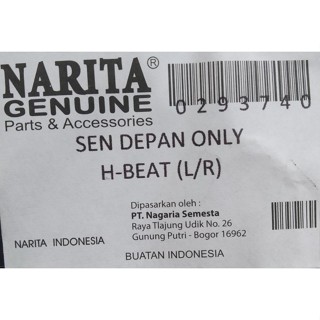 NARITA®
GENUINE
Parts & Accessories
0293740
SEN DEPAN ONLY
H-BEAT (L/R)
Dipasarkan oleh :
PT. Nagaria Semesta
Raya Tlajung Udik No. 26
Gunung Putri - Bogor 16962
NARITA INDONESIA
BUATAN INDONESIA